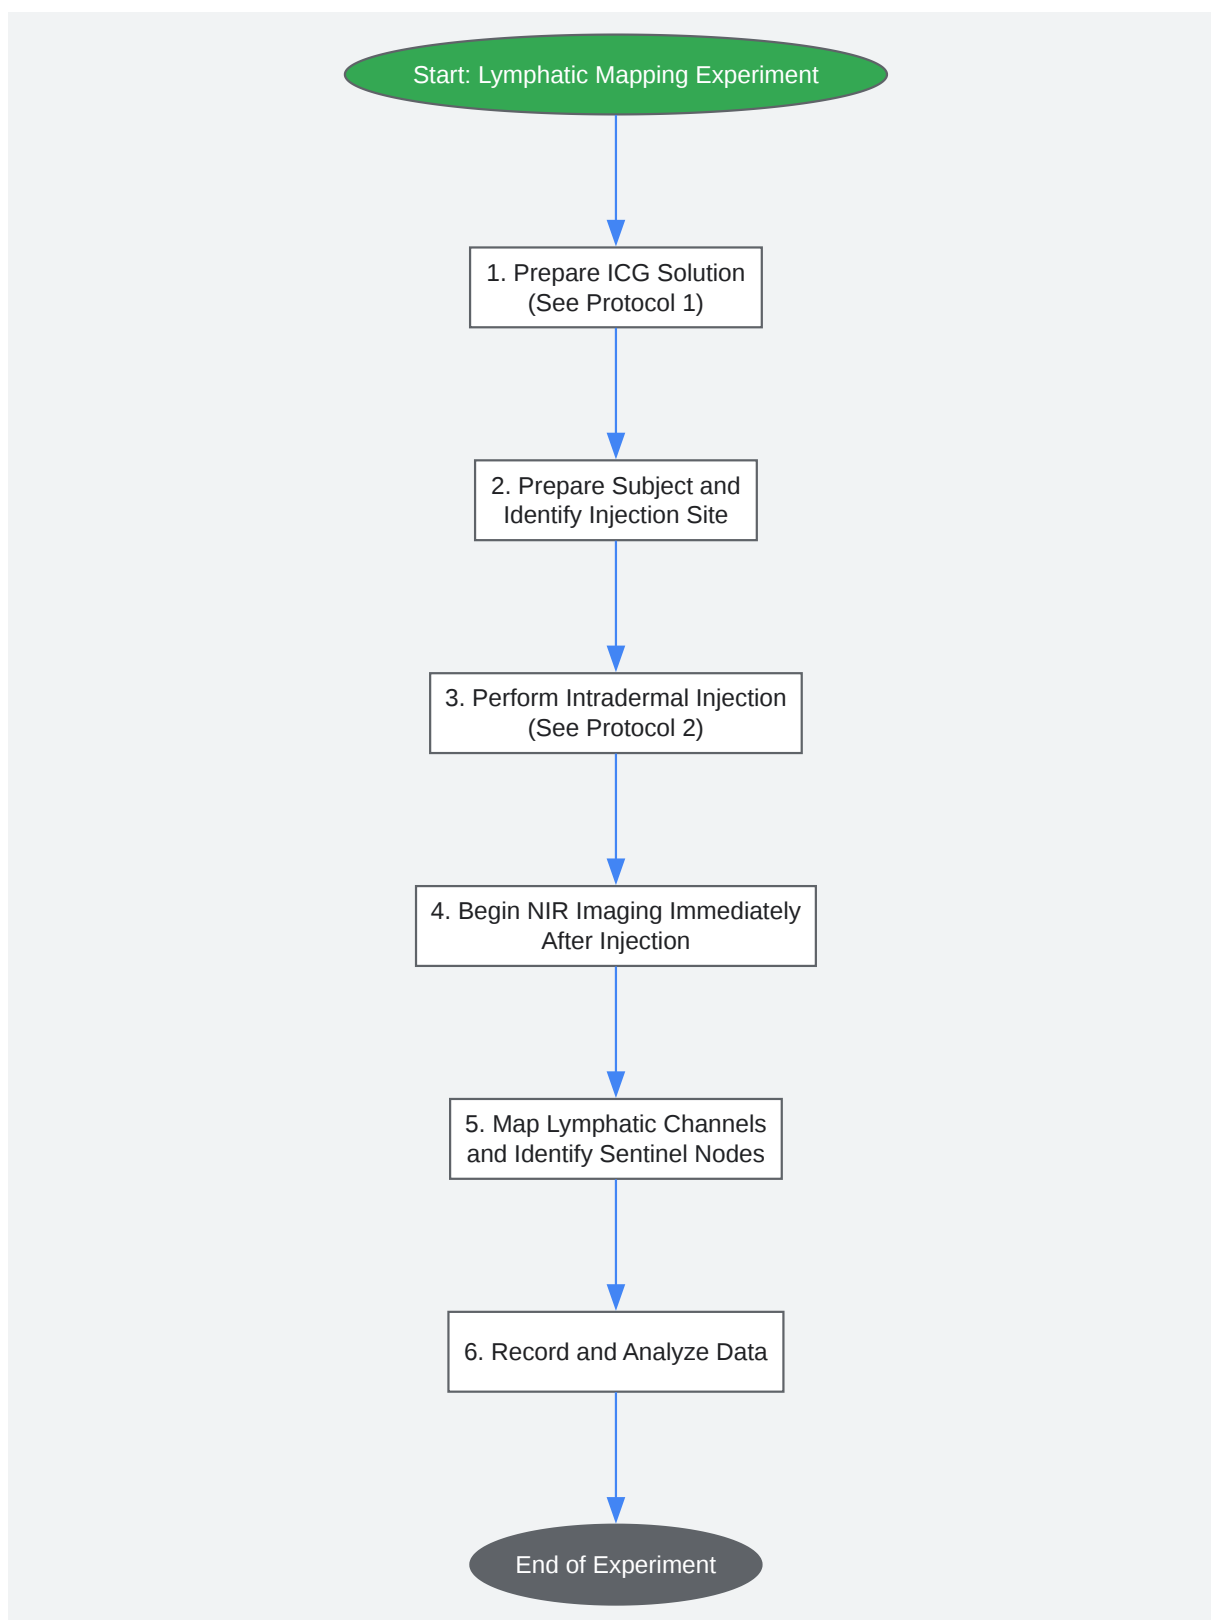 Start: Lymphatic Mapping Experiment
1. Prepare ICG Solution
(See Protocol 1)
2. Prepare Subject and
Identify Injection Site
3. Perform Intradermal Injection
(See Protocol 2)
4. Begin NIR Imaging Immediately
After Injection
5. Map Lymphatic Channels
and Identify Sentinel Nodes
6. Record and Analyze Data
End of Experiment